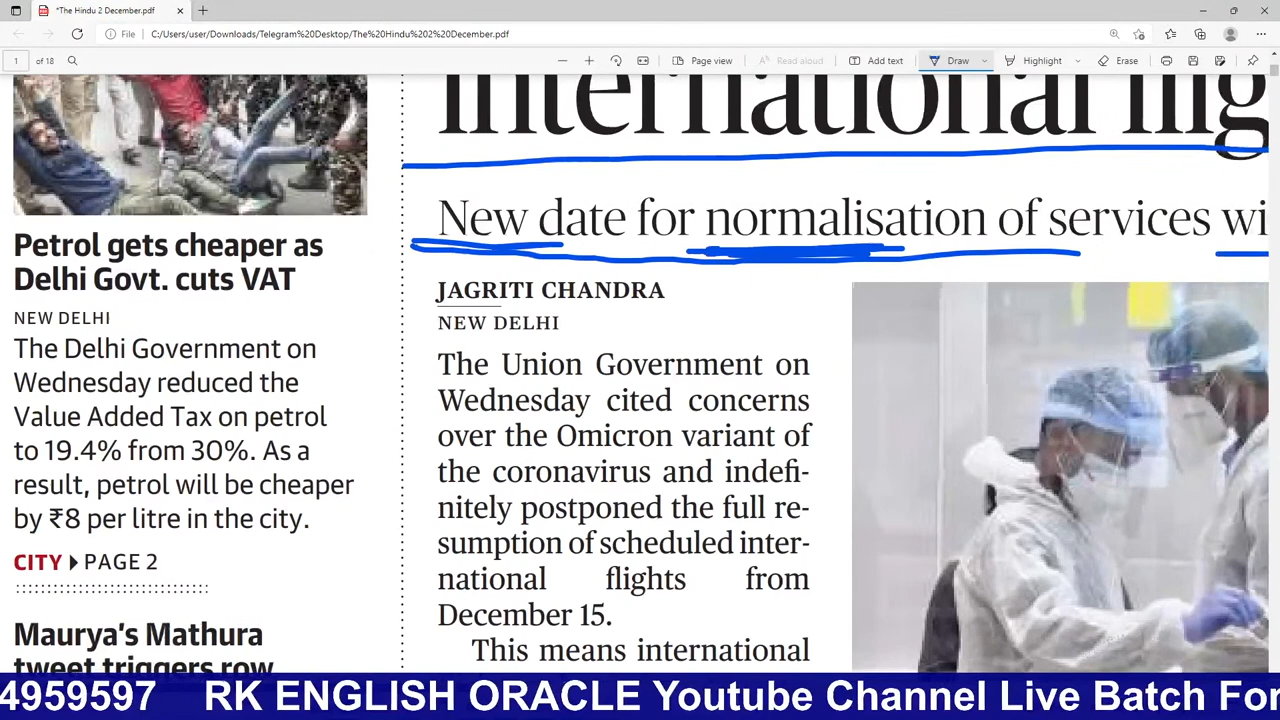 *The Hindu 2 December.pdf
File
C:/Users/user/Downloads/Telegram%20Desktop/The%20Hindu%202%20December.pdf
1 of 18
Page view
Read aloud
Add text
Draw
Highlight
Erase
International flig
New date for normalisation of services wi
Petrol gets cheaper as
Delhi Govt. cuts VAT
NEW DELHI
The Delhi Government on
Wednesday reduced the
Value Added Tax on petrol
to 19.4% from 30%. As a
result, petrol will be cheaper
by ₹8 per litre in the city.
CITY ▶ PAGE 2
Maurya's Mathura
tweet triggers row
JAGRITI CHANDRA
NEW DELHI
The Union Government on
Wednesday cited concerns
over the Omicron variant of
the coronavirus and indefi-
nitely postponed the full re-
sumption of scheduled inter-
national flights from
December 15.
This means international
4959597 RK ENGLISH ORACLE Youtube Channel Live Batch For